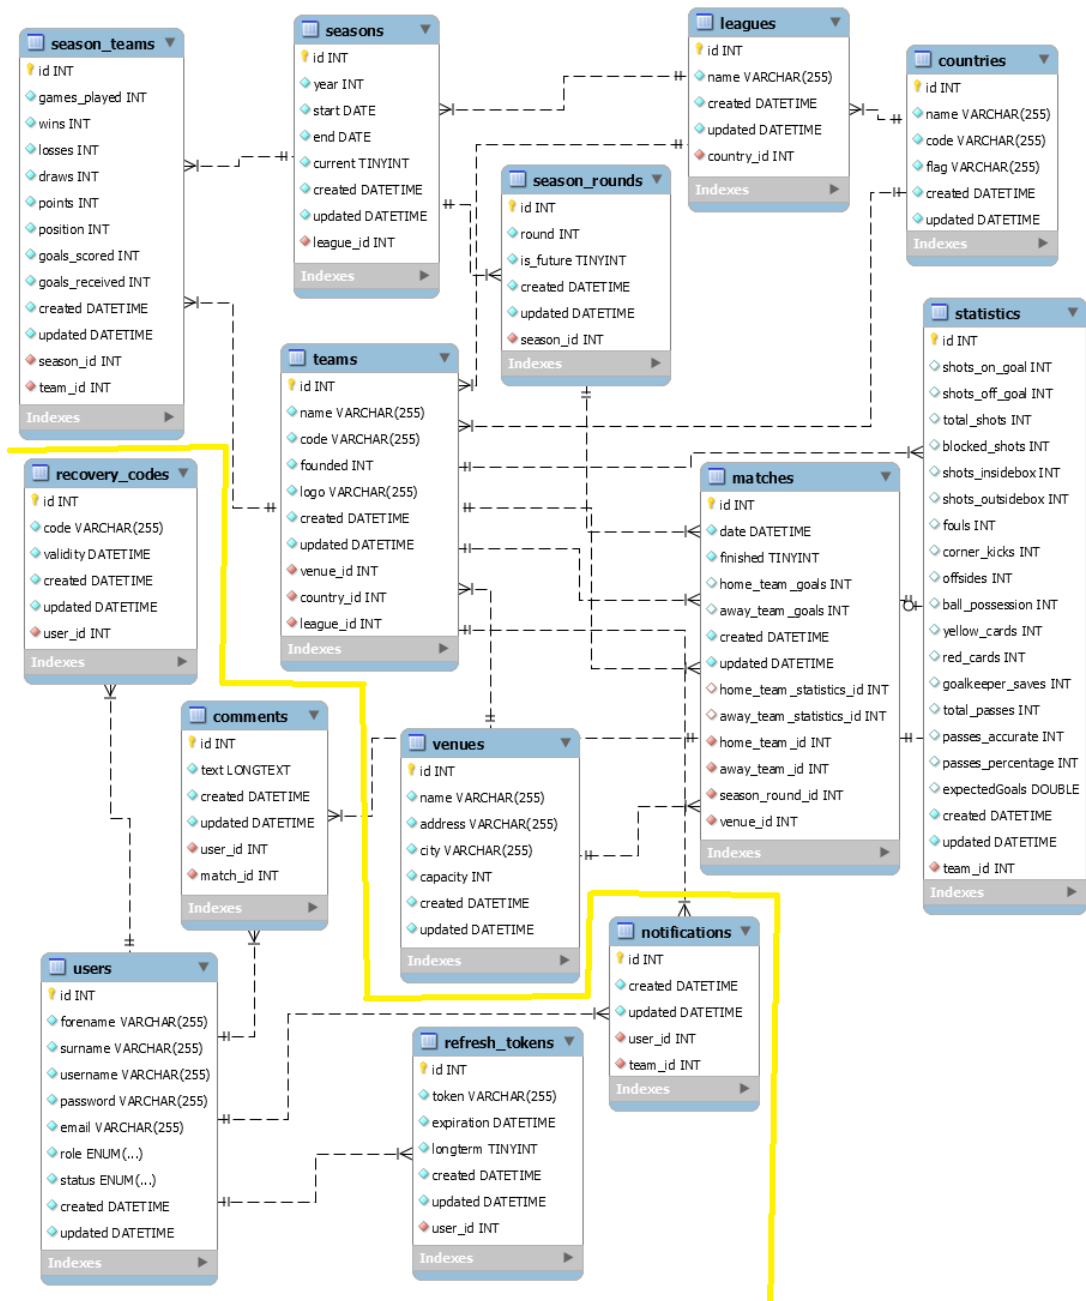 season_teams
id INT
games_played INT
wins INT
losses INT
draws INT
points INT
position INT
goals_scored INT
goals_received INT
created DATETIME
updated DATETIME
season_id INT
team_id INT
Indexes
seasons
id INT
year INT
start DATE
end DATE
current TINYINT
created DATETIME
updated DATETIME
league_id INT
Indexes
leagues
id INT
name VARCHAR(255)
created DATETIME
updated DATETIME
country_id INT
Indexes
countries
id INT
name VARCHAR(255)
code VARCHAR(255)
flag VARCHAR(255)
created DATETIME
updated DATETIME
Indexes
season_rounds
id INT
round INT
is_future TINYINT
created DATETIME
updated DATETIME
season_id INT
Indexes
teams
id INT
name VARCHAR(255)
code VARCHAR(255)
founded INT
logo VARCHAR(255)
created DATETIME
updated DATETIME
venue_id INT
country_id INT
league_id INT
Indexes
statistics
id INT
shots_on_goal INT
shots_off_goal INT
total_shots INT
blocked_shots INT
shots_insidebox INT
shots_outsidebox INT
fouls INT
corner_kicks INT
offsides INT
ball_possession INT
yellow_cards INT
red_cards INT
goalkeeper_saves INT
total_passes INT
passes_accurate INT
passes_percentage INT
expectedGoals DOUBLE
created DATETIME
updated DATETIME
team_id INT
Indexes
matches
id INT
date DATETIME
finished TINYINT
home_team_goals INT
away_team_goals INT
created DATETIME
updated DATETIME
home_team_statistics_id INT
away_team_statistics_id INT
home_team_id INT
away_team_id INT
season_round_id INT
venue_id INT
Indexes
recovery_codes
id INT
code VARCHAR(255)
validity DATETIME
created DATETIME
updated DATETIME
user_id INT
Indexes
comments
id INT
text LONGTEXT
created DATETIME
updated DATETIME
user_id INT
match_id INT
Indexes
venues
id INT
name VARCHAR(255)
address VARCHAR(255)
city VARCHAR(255)
capacity INT
created DATETIME
updated DATETIME
Indexes
notifications
id INT
created DATETIME
updated DATETIME
user_id INT
team_id INT
Indexes
users
id INT
forename VARCHAR(255)
surname VARCHAR(255)
username VARCHAR(255)
password VARCHAR(255)
email VARCHAR(255)
role ENUM(...)
status ENUM(...)
created DATETIME
updated DATETIME
Indexes
refresh_tokens
id INT
token VARCHAR(255)
expiration DATETIME
longterm TINYINT
created DATETIME
updated DATETIME
user_id INT
Indexes